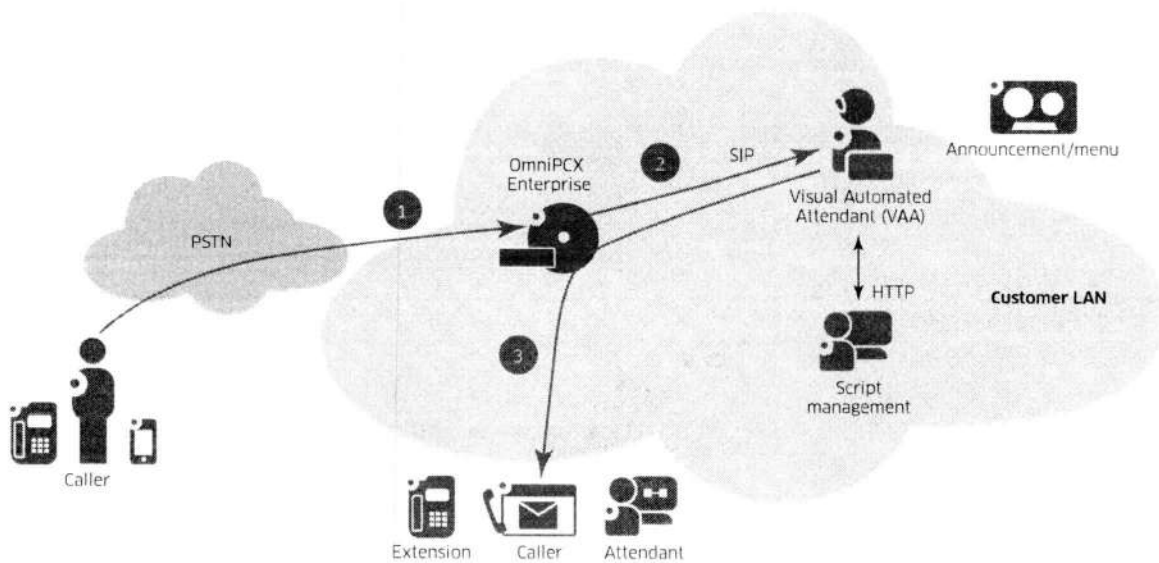 OmniPCX
Enterprise
1
2
SIP
Visual Automated
Attendant (VAA)
Announcement/menu
PSTN
HTTP
Customer LAN
3
Script
management
Caller
Extension
Caller
Attendant